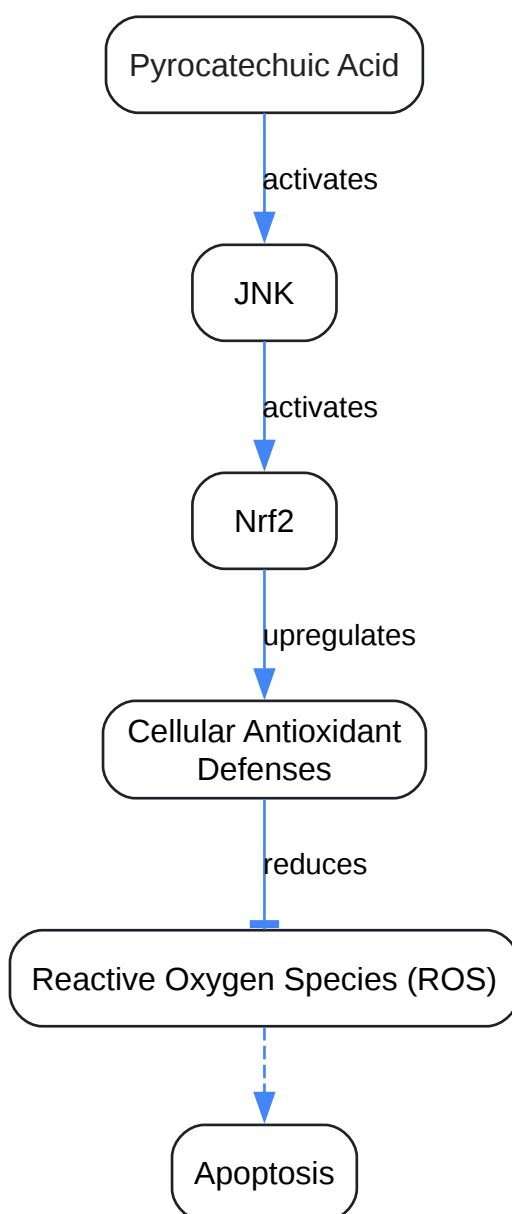 Pyrocatechuic Acid
activates
JNK
activates
Nrf2
upregulates
Cellular Antioxidant
Defenses
reduces
Reactive Oxygen Species (ROS)
Apoptosis